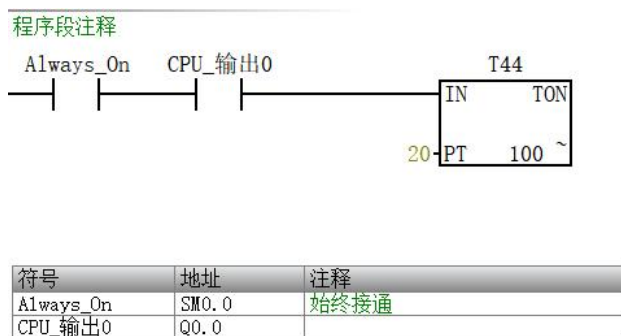 程序段注释
Always_On CPU_输出0 T44
IN TON
20 PT 100 ~
符号 地址 注释
Always_On SM0.0 始终接通
CPU_输出0 Q0.0